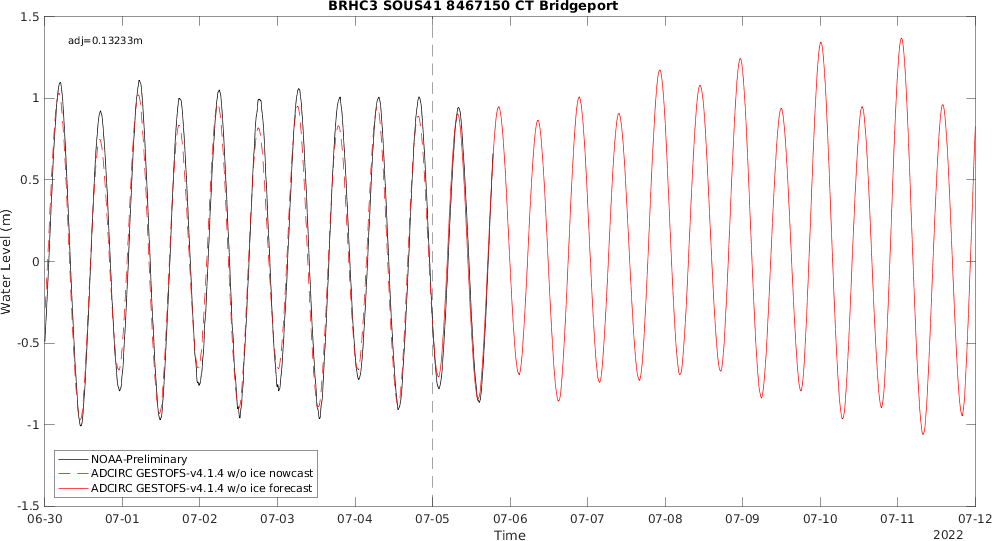 BRHC3 SOUS41 8467150 CT Bridgeport
adj=0.13233m
1.5
1
0.5
0
-0.5
-1
-1.5
Water Level (m)
NOAA-Preliminary
ADCIRC GESTOFS-v4.1.4 w/o ice nowcast
ADCIRC GESTOFS-v4.1.4 w/o ice forecast
06-30 07-01 07-02 07-03 07-04 07-05 07-06 07-07 07-08 07-09 07-10 07-11 07-12
Time
2022